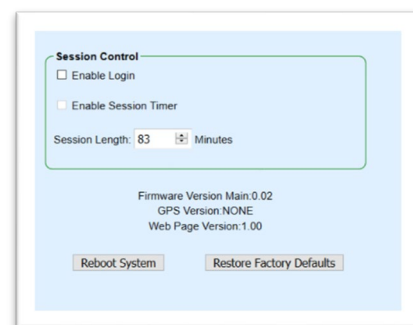 Session Control
Enable Login
Enable Session Timer
Session Length: 83 Minutes
Firmware Version Main:0.02
GPS Version:NONE
Web Page Version:1.00
Reboot System Restore Factory Defaults